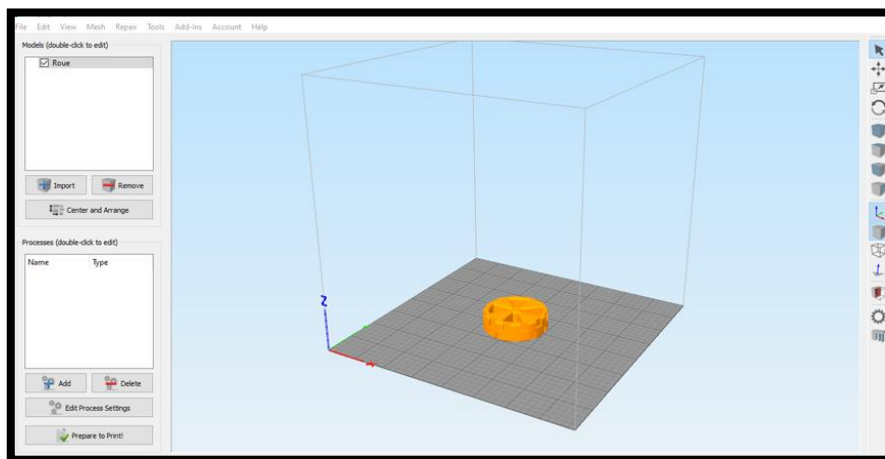 File Edit View Mesh Repair Tools Add-Ins Account Help
Models (double-click to edit)
Roue
Import Remove
Center and Arrange
Processes (double-click to edit)
Name Type
Add Delete
Edit Process Settings
Prepare to Print!
Z